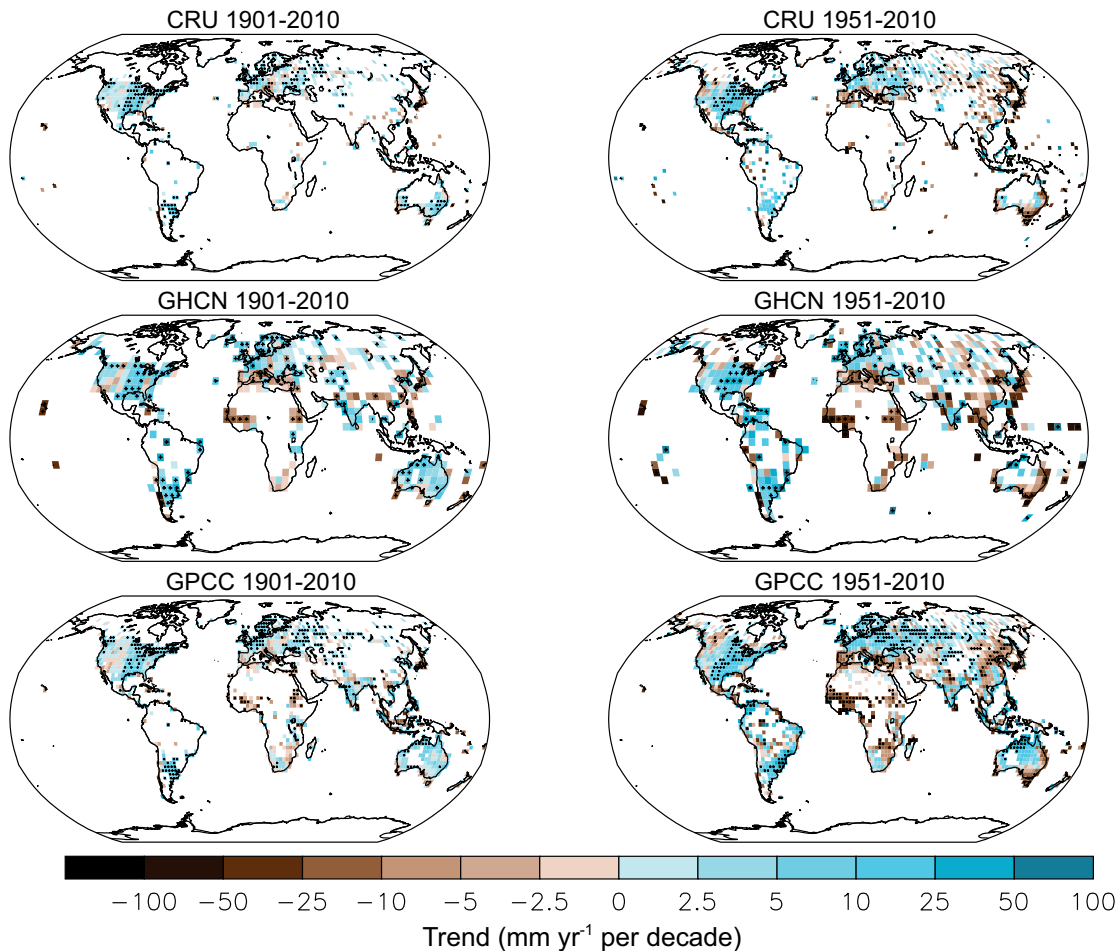 CRU 1901-2010
CRU 1951-2010
GHCN 1901-2010
GHCN 1951-2010
GPCC 1901-2010
GPCC 1951-2010
−100 −50 −25 −10 −5 −2.5 0 2.5 5 10 25 50 100
Trend (mm yr⁻¹ per decade)